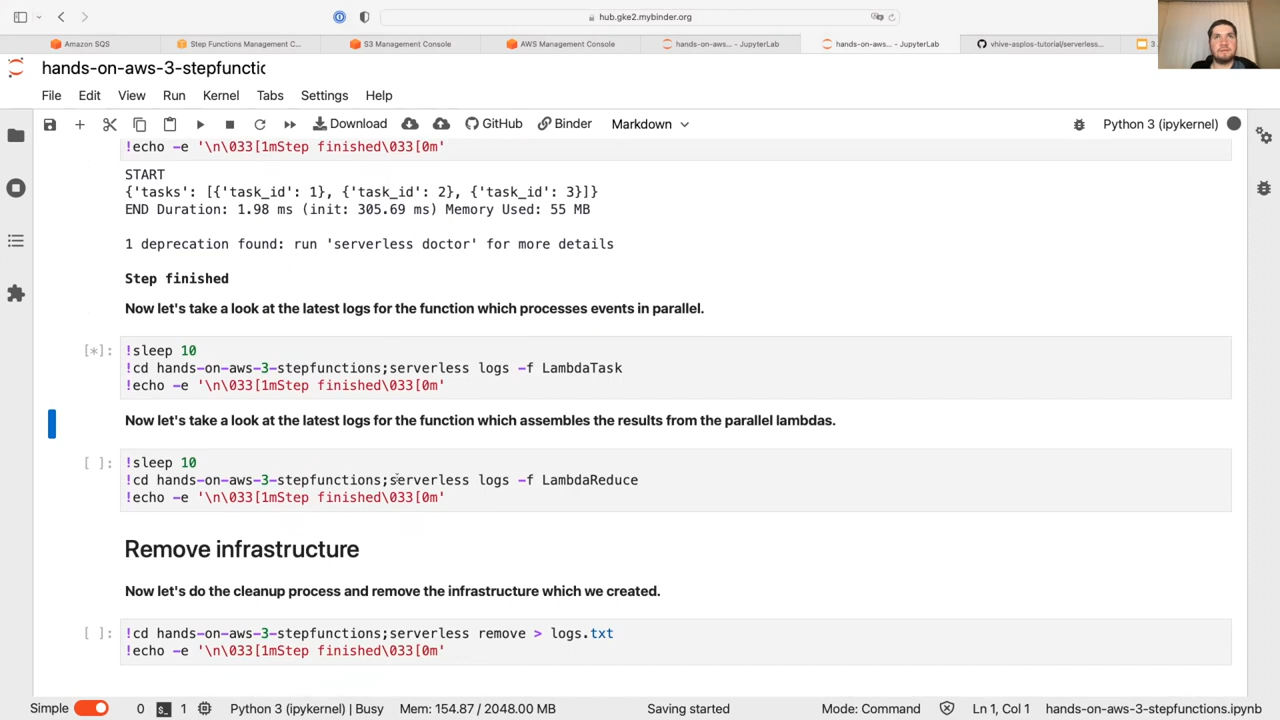 hub.gke2.mybinder.org
Amazon SQS
Step Functions Management C...
S3 Management Console
AWS Management Console
hands-on-aws... - JupyterLab
hands-on-aws... - JupyterLab
vhive-asplos-tutorial/serverless...
3
hands-on-aws-3-stepfunctic
File Edit View Run Kernel Tabs Settings Help
Download GitHub Binder Markdown Python 3 (ipykernel)
!echo -e '\n\033[1mStep finished\033[0m'
START
{'tasks': [{'task_id': 1}, {'task_id': 2}, {'task_id': 3}]}
END Duration: 1.98 ms (init: 305.69 ms) Memory Used: 55 MB
1 deprecation found: run 'serverless doctor' for more details
Step finished
Now let's take a look at the latest logs for the function which processes events in parallel.
[*]: !sleep 10
!cd hands-on-aws-3-stepfunctions;serverless logs -f LambdaTask
!echo -e '\n\033[1mStep finished\033[0m'
Now let's take a look at the latest logs for the function which assembles the results from the parallel lambdas.
[ ]: !sleep 10
!cd hands-on-aws-3-stepfunctions;serverless logs -f LambdaReduce
!echo -e '\n\033[1mStep finished\033[0m'
Remove infrastructure
Now let's do the cleanup process and remove the infrastructure which we created.
[ ]: !cd hands-on-aws-3-stepfunctions;serverless remove > logs.txt
!echo -e '\n\033[1mStep finished\033[0m'
Simple 0 1 Python 3 (ipykernel) | Busy Mem: 154.87 / 2048.00 MB Saving started Mode: Command Ln 1, Col 1 hands-on-aws-3-stepfunctions.ipynb